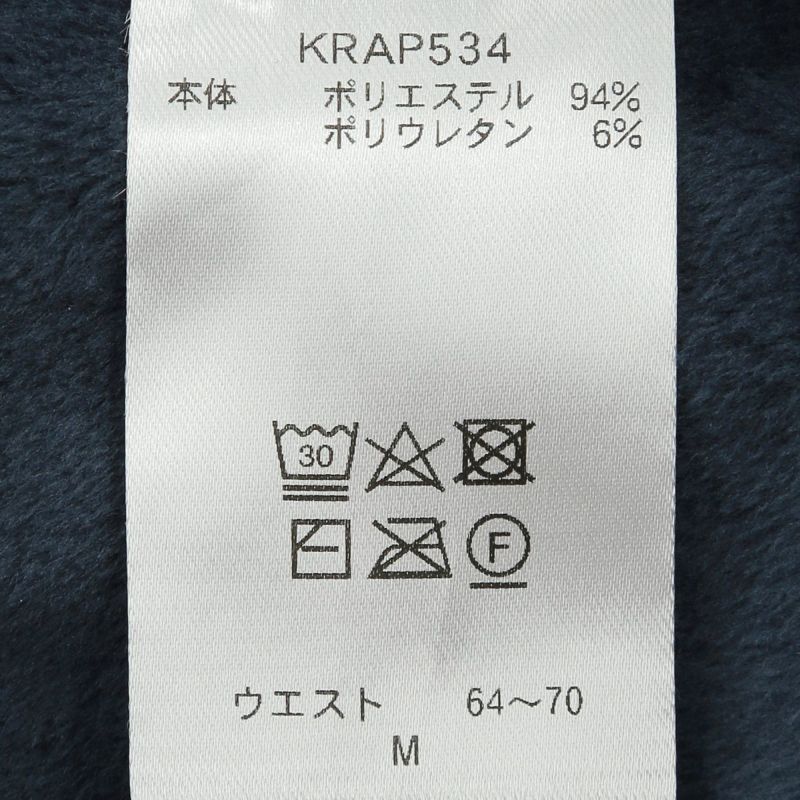 KRAP534
本体 ポリエステル 94%
ポリウレタン 6%
30
F
ウエスト 64～70
M